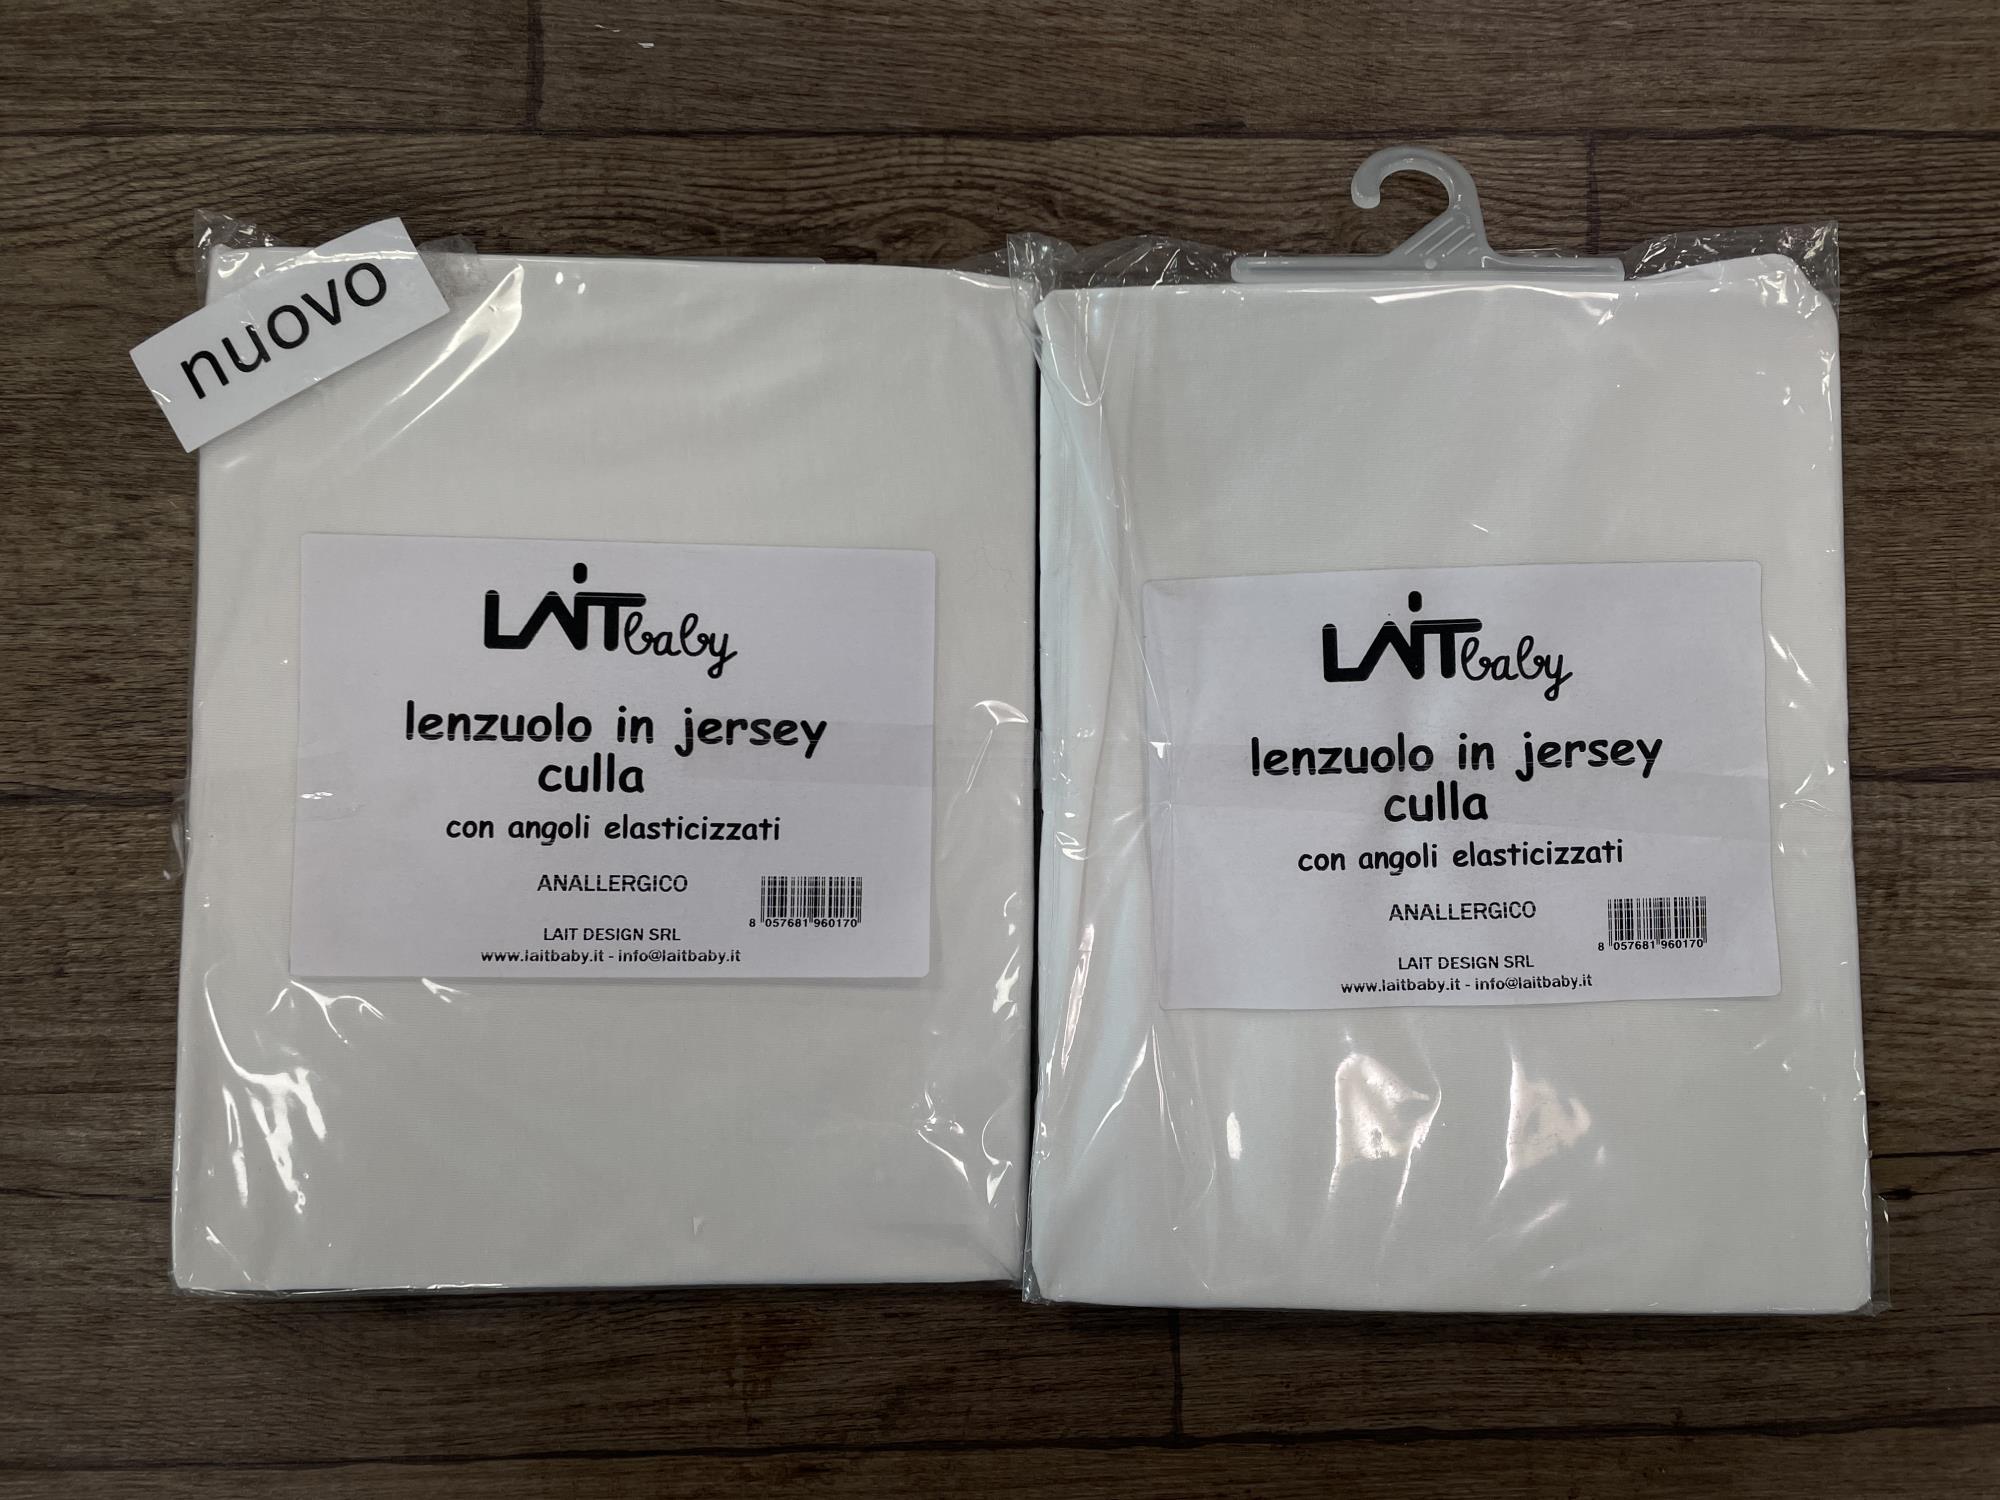 nuovo
LAIT baby
lenzuolo in jersey
culla
con angoli elasticizzati
ANALLERGICO
8 057681 960170
LAIT DESIGN SRL
www.laitbaby.it - info@laitbaby.it
LAIT baby
lenzuolo in jersey
culla
con angoli elasticizzati
ANALLERGICO
8 057681 960170
LAIT DESIGN SRL
www.laitbaby.it - info@laitbaby.it